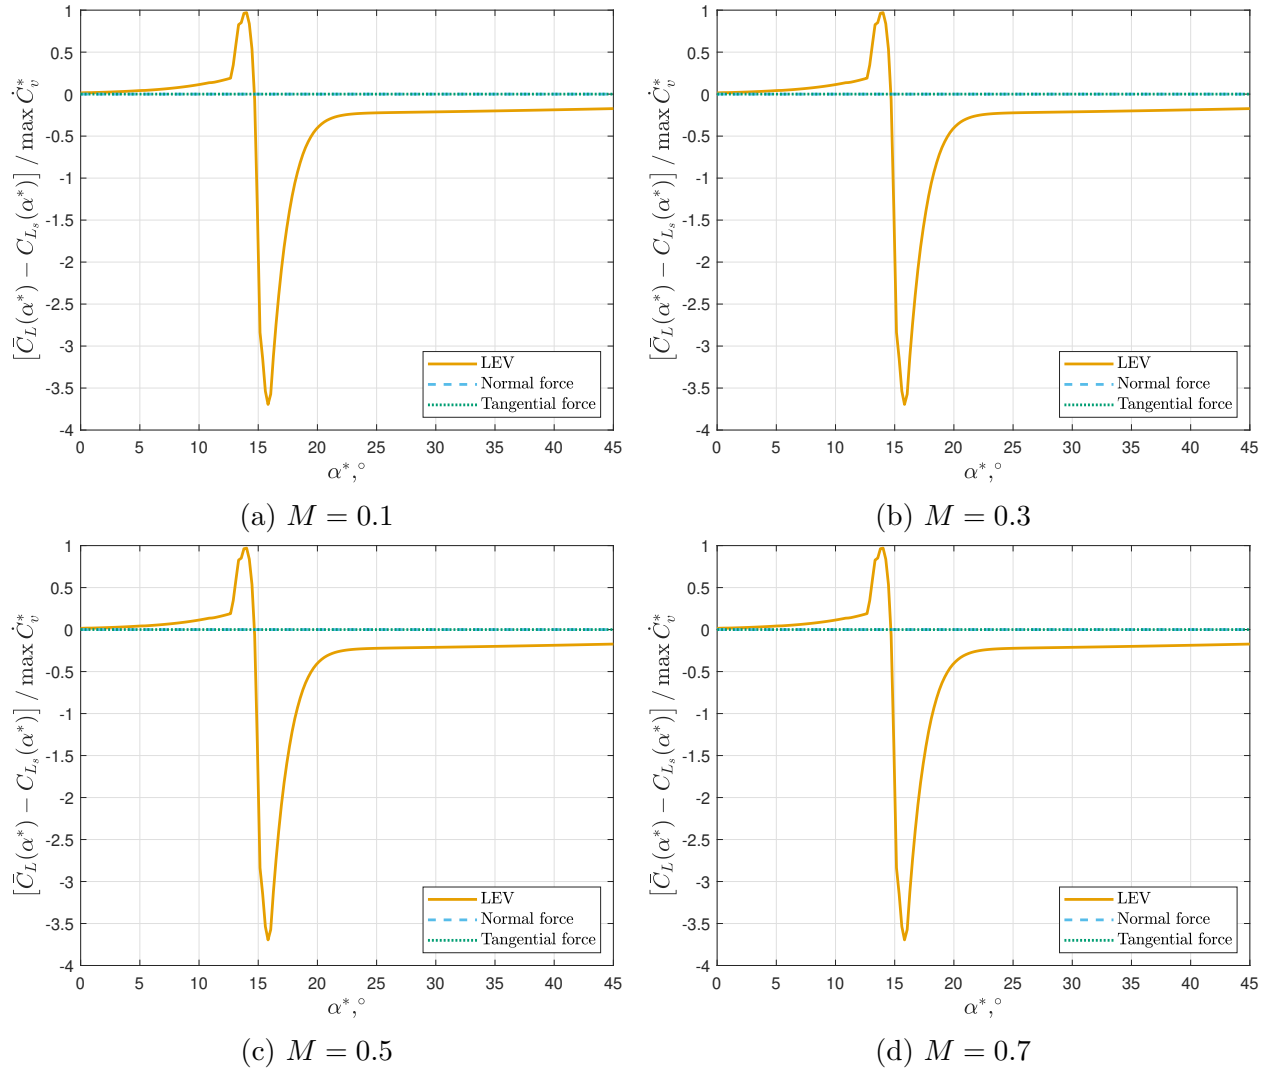 1
0.5
0
-0.5
-1
-1.5
-2
-2.5
-3
-3.5
-4
[C̄_L(α*) − C_{L_s}(α*)] / max Ċ_v^*
LEV
Normal force
Tangential force
0 5 10 15 20 25 30 35 40 45
α*,°
(a) M = 0.1
1
0.5
0
-0.5
-1
-1.5
-2
-2.5
-3
-3.5
-4
[C̄_L(α*) − C_{L_s}(α*)] / max Ċ_v^*
LEV
Normal force
Tangential force
0 5 10 15 20 25 30 35 40 45
α*,°
(b) M = 0.3
1
0.5
0
-0.5
-1
-1.5
-2
-2.5
-3
-3.5
-4
[C̄_L(α*) − C_{L_s}(α*)] / max Ċ_v^*
LEV
Normal force
Tangential force
0 5 10 15 20 25 30 35 40 45
α*,°
(c) M = 0.5
1
0.5
0
-0.5
-1
-1.5
-2
-2.5
-3
-3.5
-4
[C̄_L(α*) − C_{L_s}(α*)] / max Ċ_v^*
LEV
Normal force
Tangential force
0 5 10 15 20 25 30 35 40 45
α*,°
(d) M = 0.7